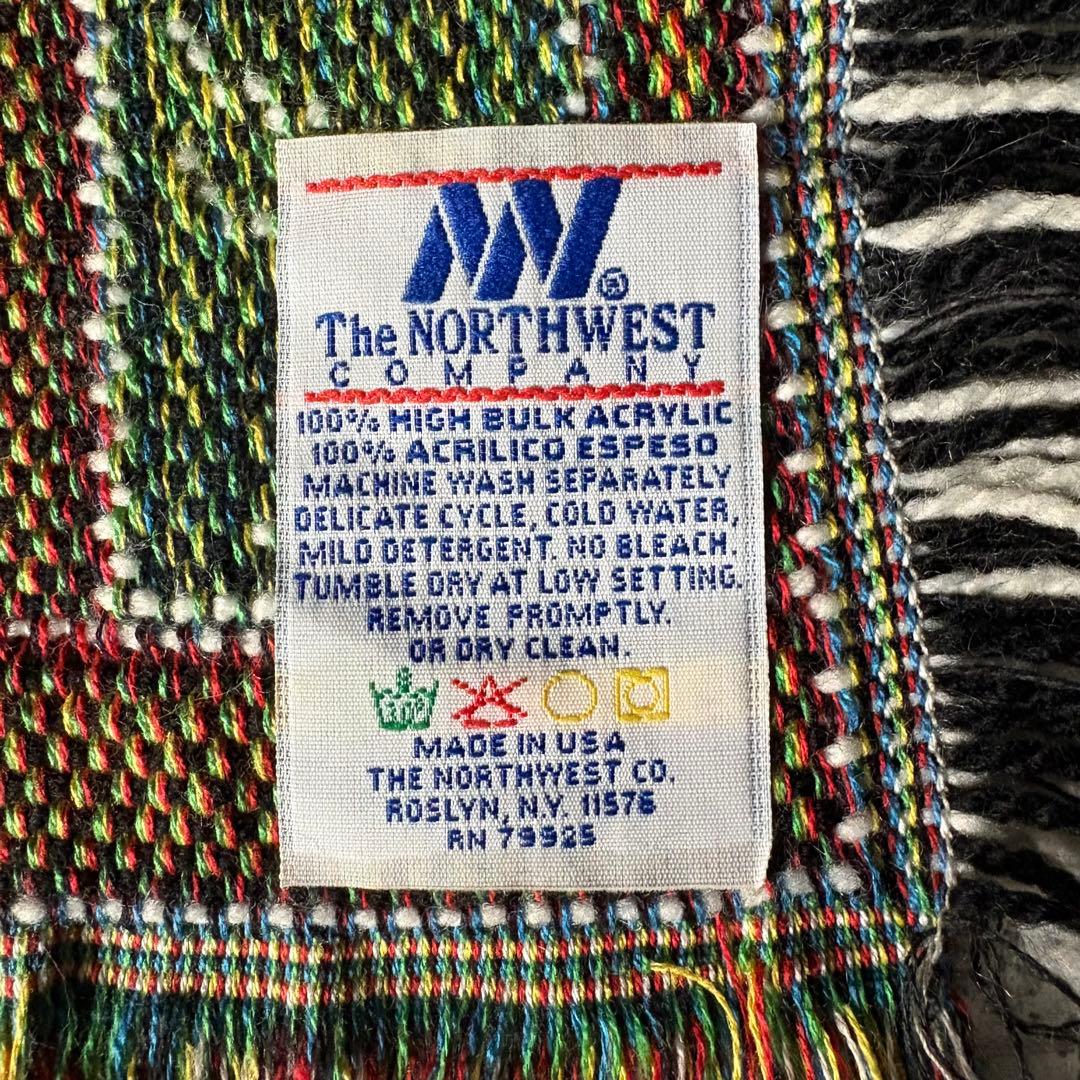 ®
The NORTHWEST
COMPANY
100% HIGH BULK ACRYLIC
100% ACRILICO ESPESO
MACHINE WASH SEPARATELY
DELICATE CYCLE, COLD WATER,
MILD DETERGENT. NO BLEACH.
TUMBLE DRY AT LOW SETTING.
REMOVE PROMPTLY.
OR DRY CLEAN.
MADE IN USA
THE NORTHWEST CO.
ROSLYN, N.Y. 11576
RN 79925